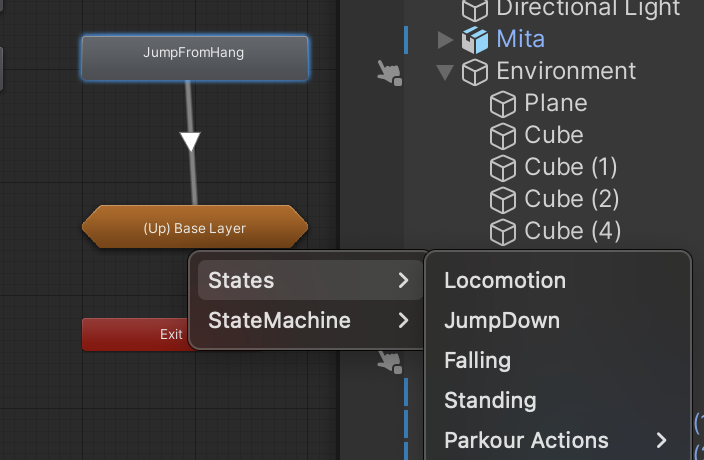 JumpFromHang
(Up) Base Layer
Exit
States
StateMachine
Directional Light
Mita
Environment
Plane
Cube
Cube (1)
Cube (2)
Cube (4)
Locomotion
JumpDown
Falling
Standing
Parkour Actions